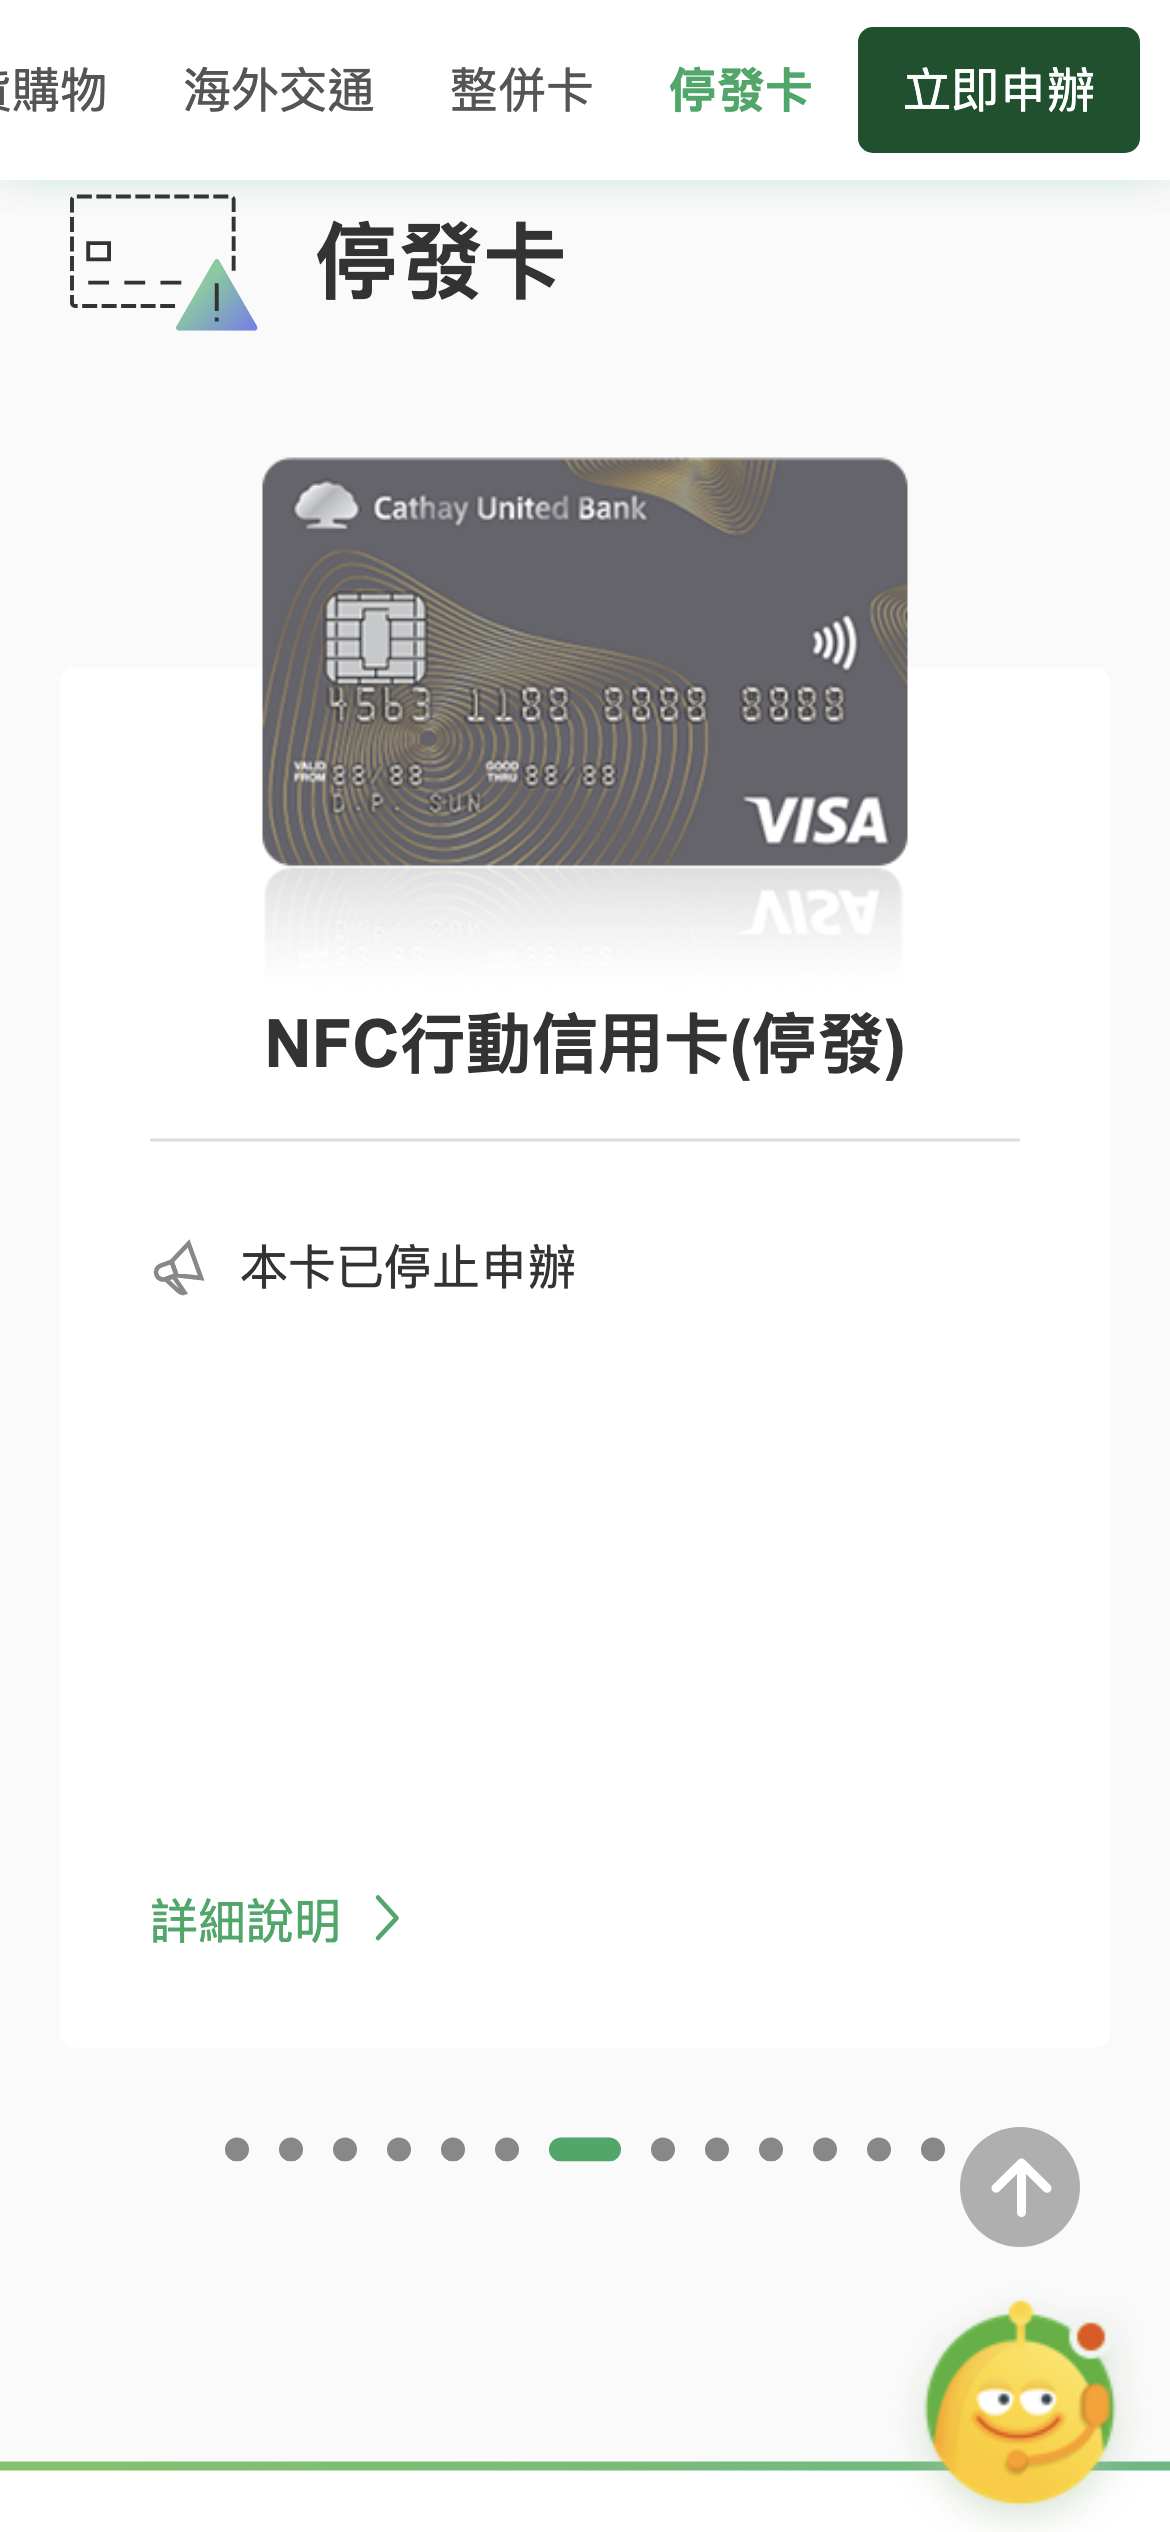 購物 海外交通 整併卡 停發卡 立即申辦
停發卡
Cathay United Bank
4563 1188 8888 8888
VALID FROM 88/88 GOOD THRU 88/88
D.P. SUN
VISA
NFC行動信用卡(停發)
本卡已停止申辦
詳細說明